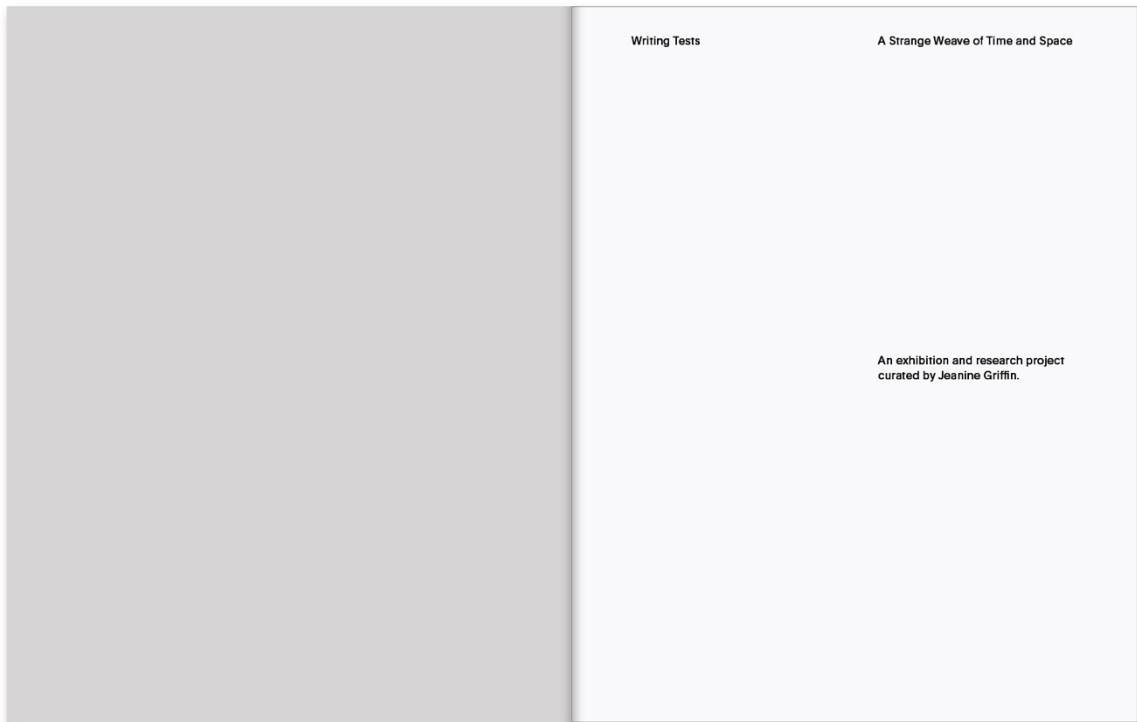 Writing Tests
A Strange Weave of Time and Space
An exhibition and research project
curated by Jeanine Griffin.